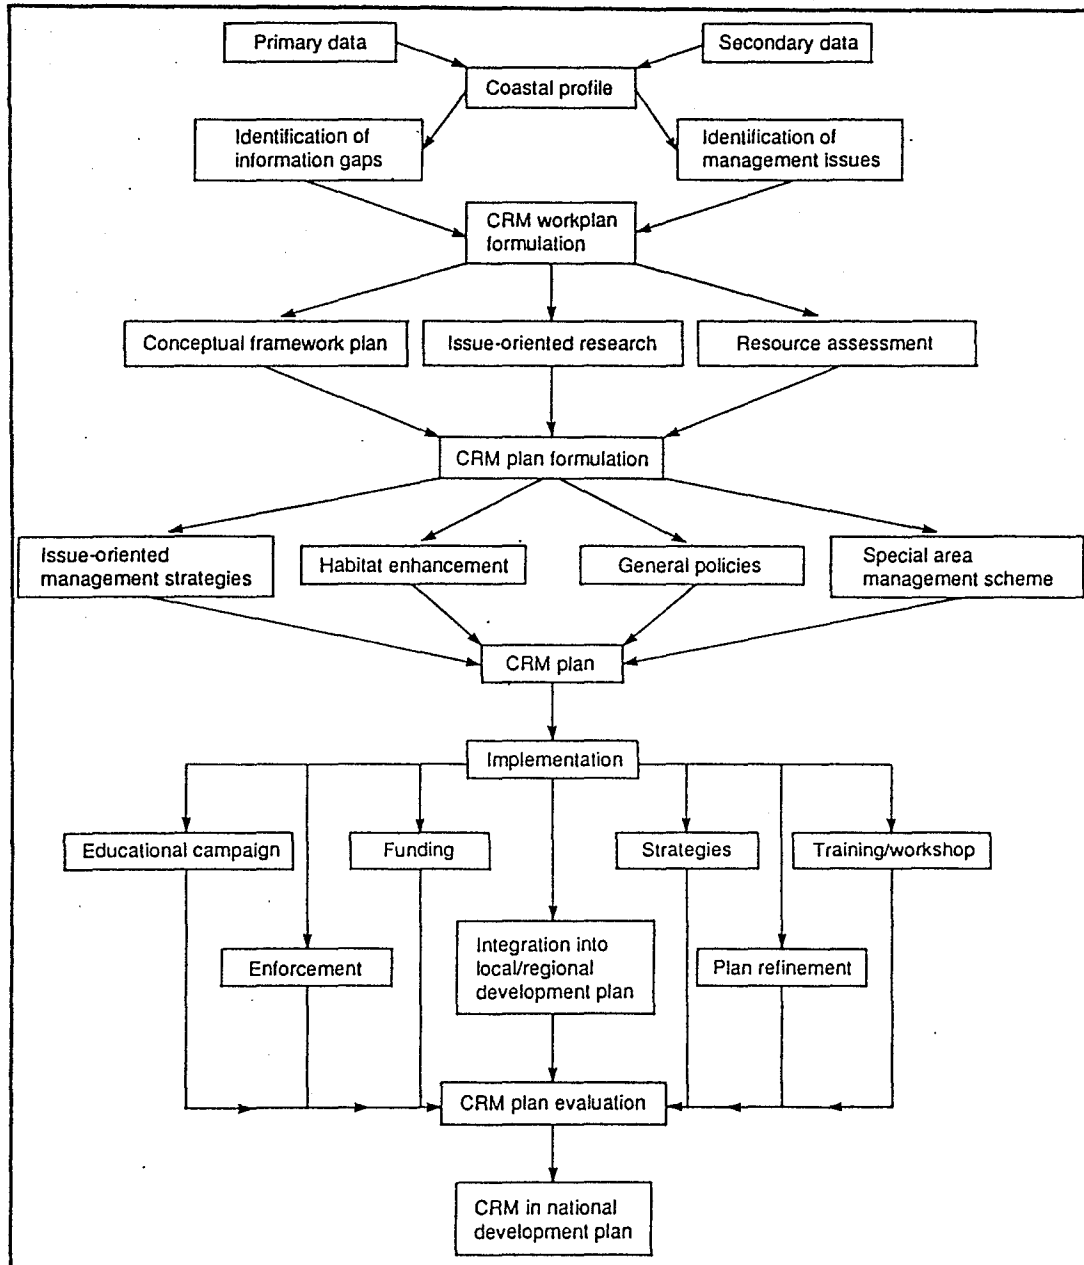 Primary data
Secondary data
Coastal profile
Identification of
information gaps
Identification of
management issues
CRM workplan
formulation
Conceptual framework plan
Issue-oriented research
Resource assessment
CRM plan formulation
Issue-oriented
management strategies
Habitat enhancement
General policies
Special area
management scheme
CRM plan
Implementation
Educational campaign
Funding
Strategies
Training/workshop
Enforcement
Integration into
local/regional
development plan
Plan refinement
CRM plan evaluation
CRM in national
development plan